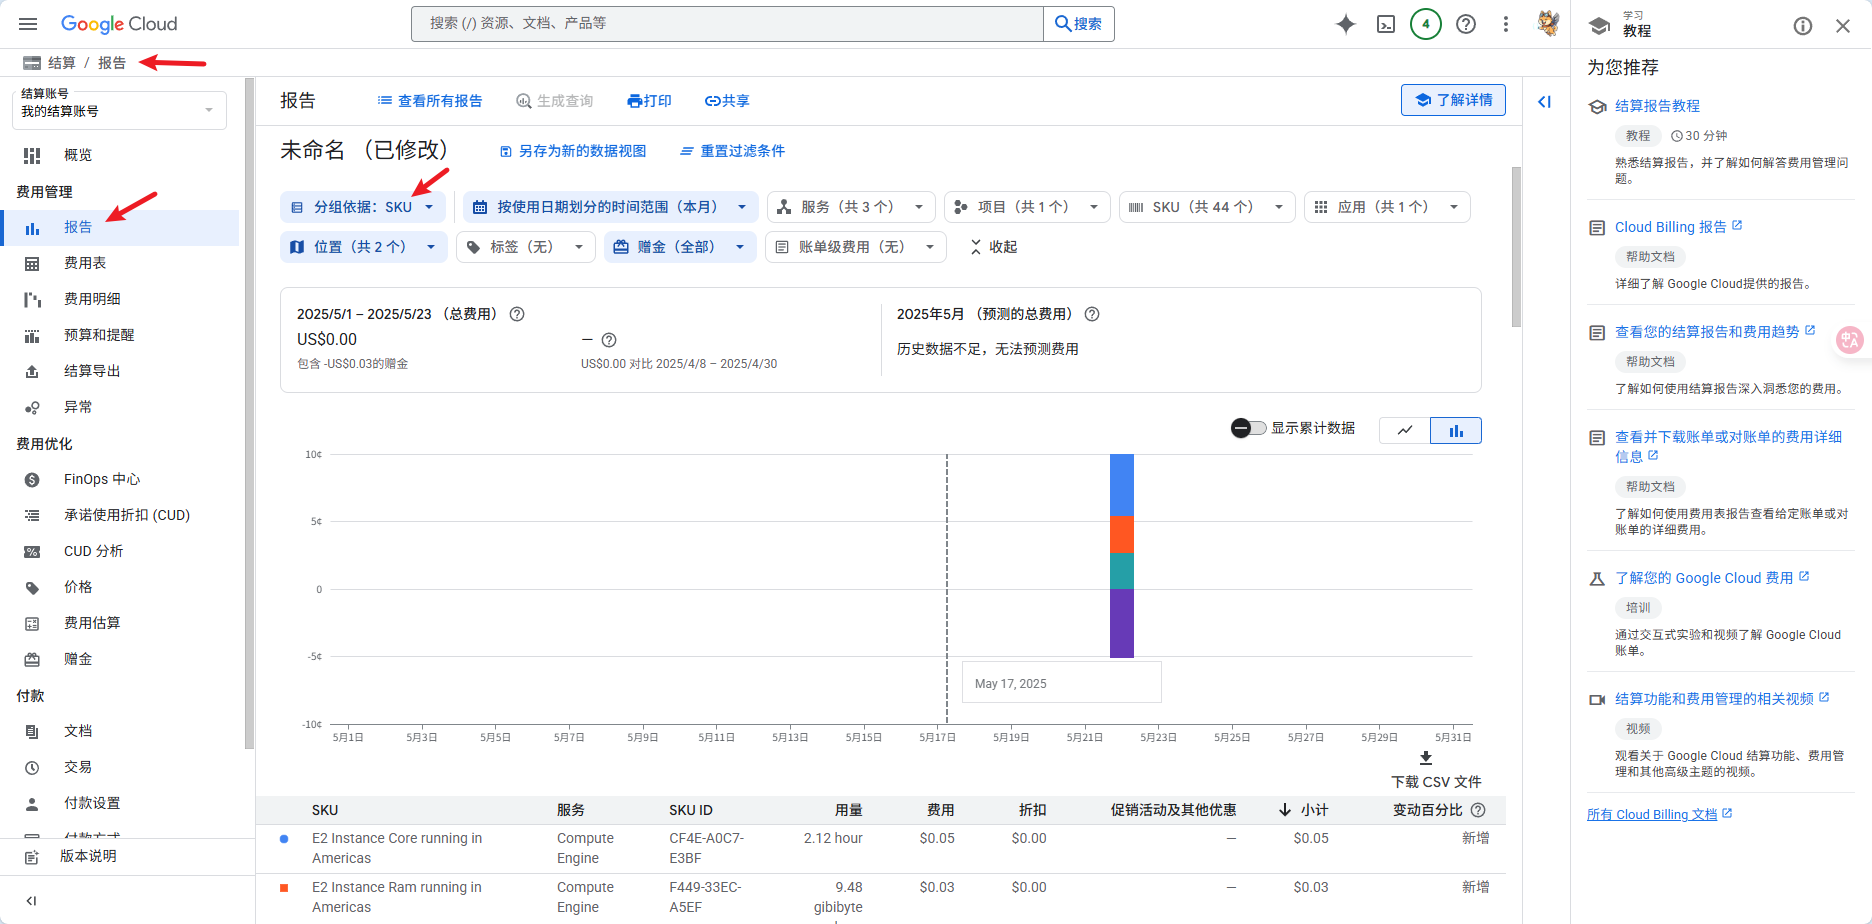 Google Cloud
搜索 (/) 资源、文档、产品等
搜索
4
学习
教程
结算 / 报告
结算账号
我的结算账号
概览
费用管理
报告
费用表
费用明细
预算和提醒
结算导出
异常
费用优化
FinOps 中心
承诺使用折扣 (CUD)
CUD 分析
价格
费用估算
赠金
付款
文档
交易
付款设置
付款方式
版本说明
报告
查看所有报告
生成查询
打印
共享
了解详情
未命名 （已修改）
另存为新的数据视图
重置过滤条件
分组依据：SKU
按使用日期划分的时间范围（本月）
服务（共 3 个）
项目（共 1 个）
SKU（共 44 个）
应用（共 1 个）
位置（共 2 个）
标签（无）
赠金（全部）
账单级费用（无）
收起
2025/5/1 – 2025/5/23 （总费用）
US$0.00
包含 -US$0.03的赠金
—
US$0.00 对比 2025/4/8 – 2025/4/30
2025年5月 （预测的总费用）
历史数据不足，无法预测费用
显示累计数据
10¢
5¢
0
-5¢
-10¢
May 17, 2025
5月1日 5月3日 5月5日 5月7日 5月9日 5月11日 5月13日 5月15日 5月17日 5月19日 5月21日 5月23日 5月25日 5月27日 5月29日 5月31日
下载 CSV 文件
SKU 服务 SKU ID 用量 费用 折扣 促销活动及其他优惠 小计 变动百分比
E2 Instance Core running in Compute CF4E-A0C7- 2.12 hour $0.05 $0.00 — $0.05 新增
Americas Engine E3BF
E2 Instance Ram running in Compute F449-33EC- 9.48 $0.03 $0.00 — $0.03 新增
Americas Engine A5EF gibibyte
为您推荐
结算报告教程
教程 30 分钟
熟悉结算报告，并了解如何解答费用管理问
题。
Cloud Billing 报告
帮助文档
详细了解 Google Cloud提供的报告。
查看您的结算报告和费用趋势
帮助文档
了解如何使用结算报告深入洞悉您的费用。
查看并下载账单或对账单的费用详细
信息
帮助文档
了解如何使用费用表报告查看给定账单或对
账单的详细费用。
了解您的 Google Cloud 费用
培训
通过交互式实验和视频了解 Google Cloud
账单。
结算功能和费用管理的相关视频
视频
观看关于 Google Cloud 结算功能、费用管
理和其他高级主题的视频。
所有 Cloud Billing 文档